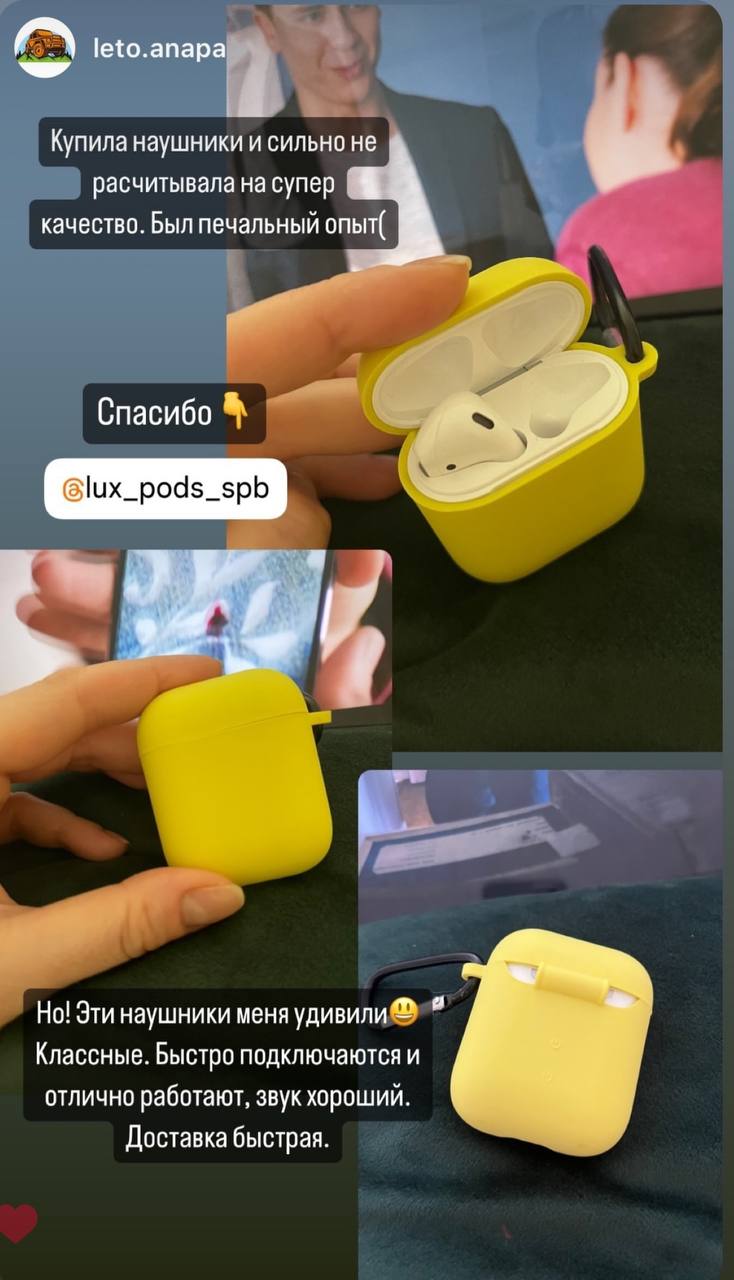 leto.anapa
Купила наушники и сильно не
расчитывала на супер
качество. Был печальный опыт(
Спасибо 👇
@lux_pods_spb
Но! Эти наушники меня удивили😃
Классные. Быстро подключаются и
отлично работают, звук хороший.
Доставка быстрая.